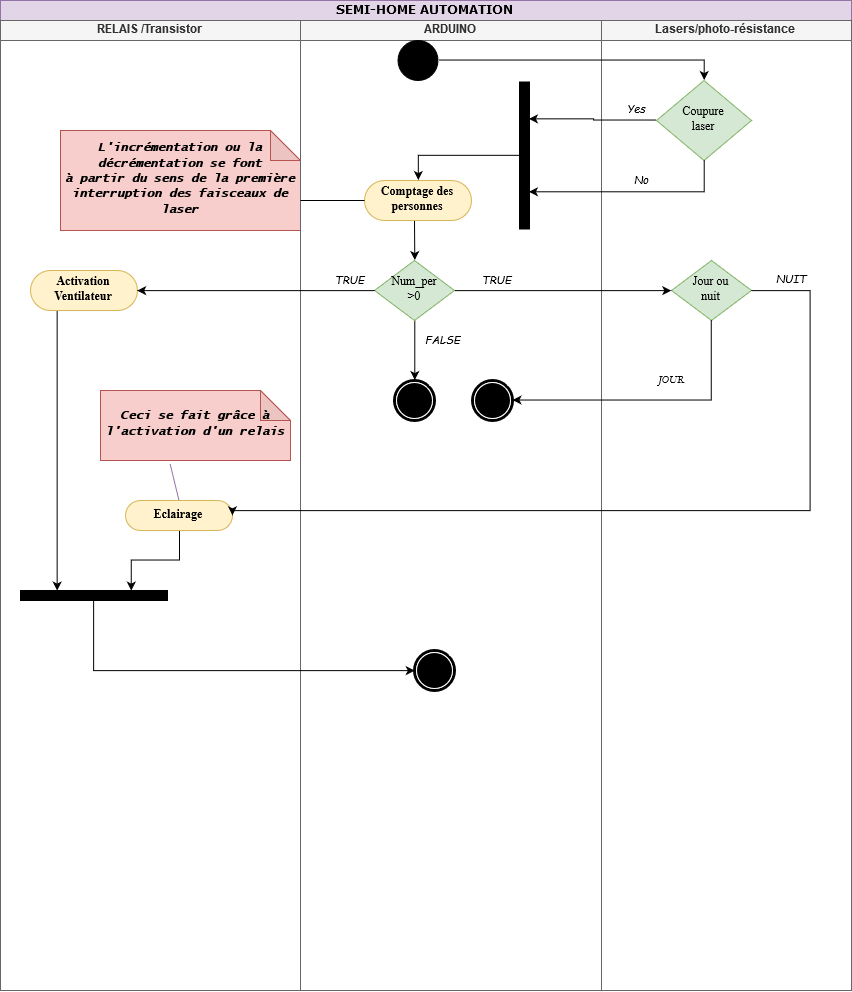 SEMI-HOME AUTOMATION
RELAIS /Transistor
ARDUINO
Lasers/photo-résistance
Coupure
laser
Yes
No
L'incrémentation ou la
décrémentation se font
à partir du sens de la première
interruption des faisceaux de
laser
Comptage des
personnes
Activation
Ventilateur
TRUE
Num_per
>0
TRUE
Jour ou
nuit
NUIT
FALSE
JOUR
Ceci se fait grâce à
l'activation d'un relais
Eclairage